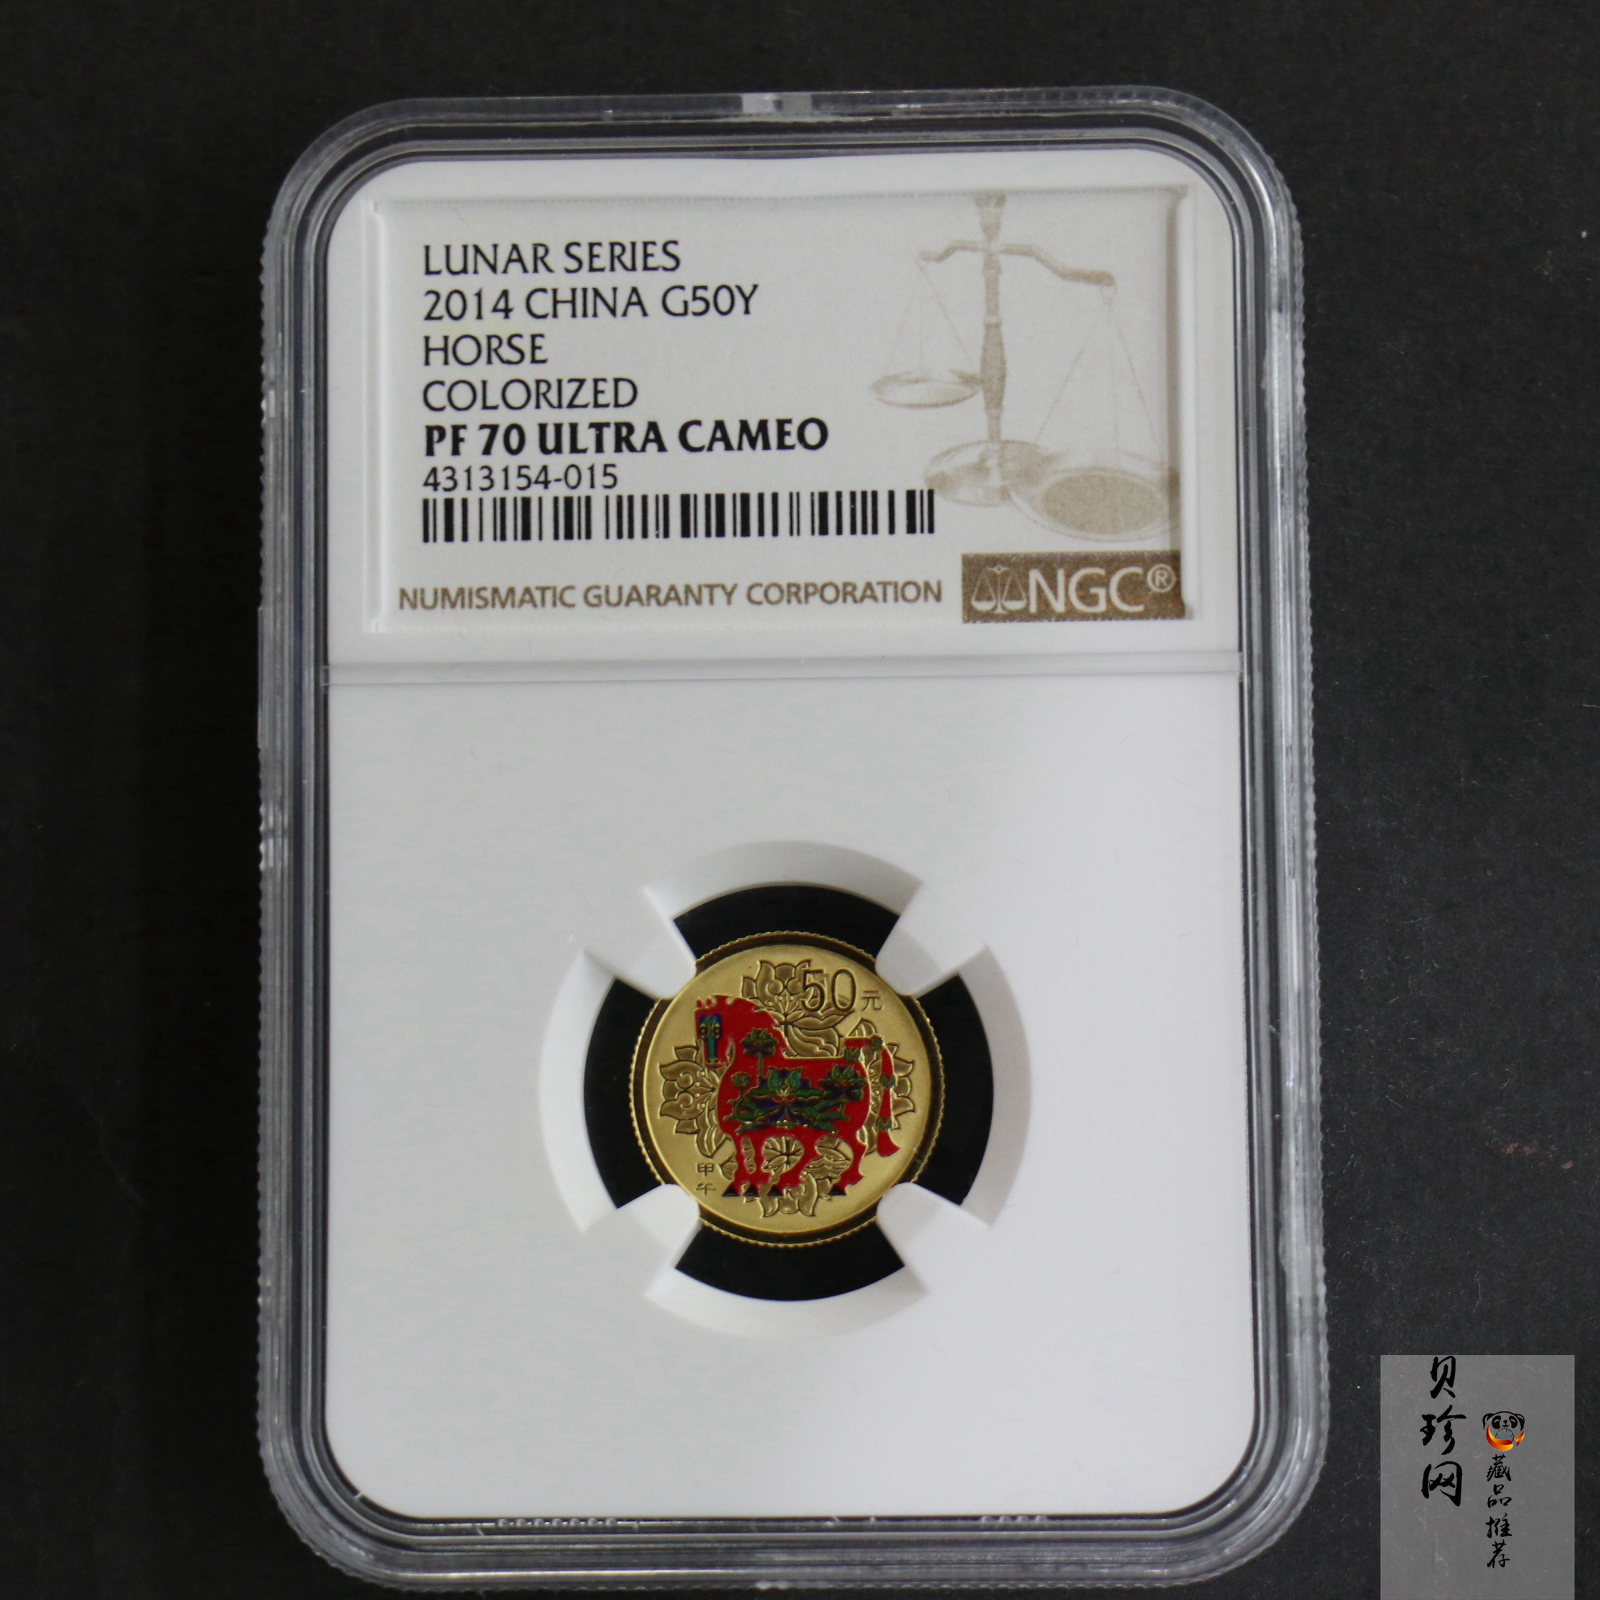 LUNAR SERIES
2014 CHINA G50Y
HORSE
COLORIZED
PF 70 ULTRA CAMEO
4313154-015
NUMISMATIC GUARANTY CORPORATION
NGC®
50元
甲午
贝珍网
藏品推荐